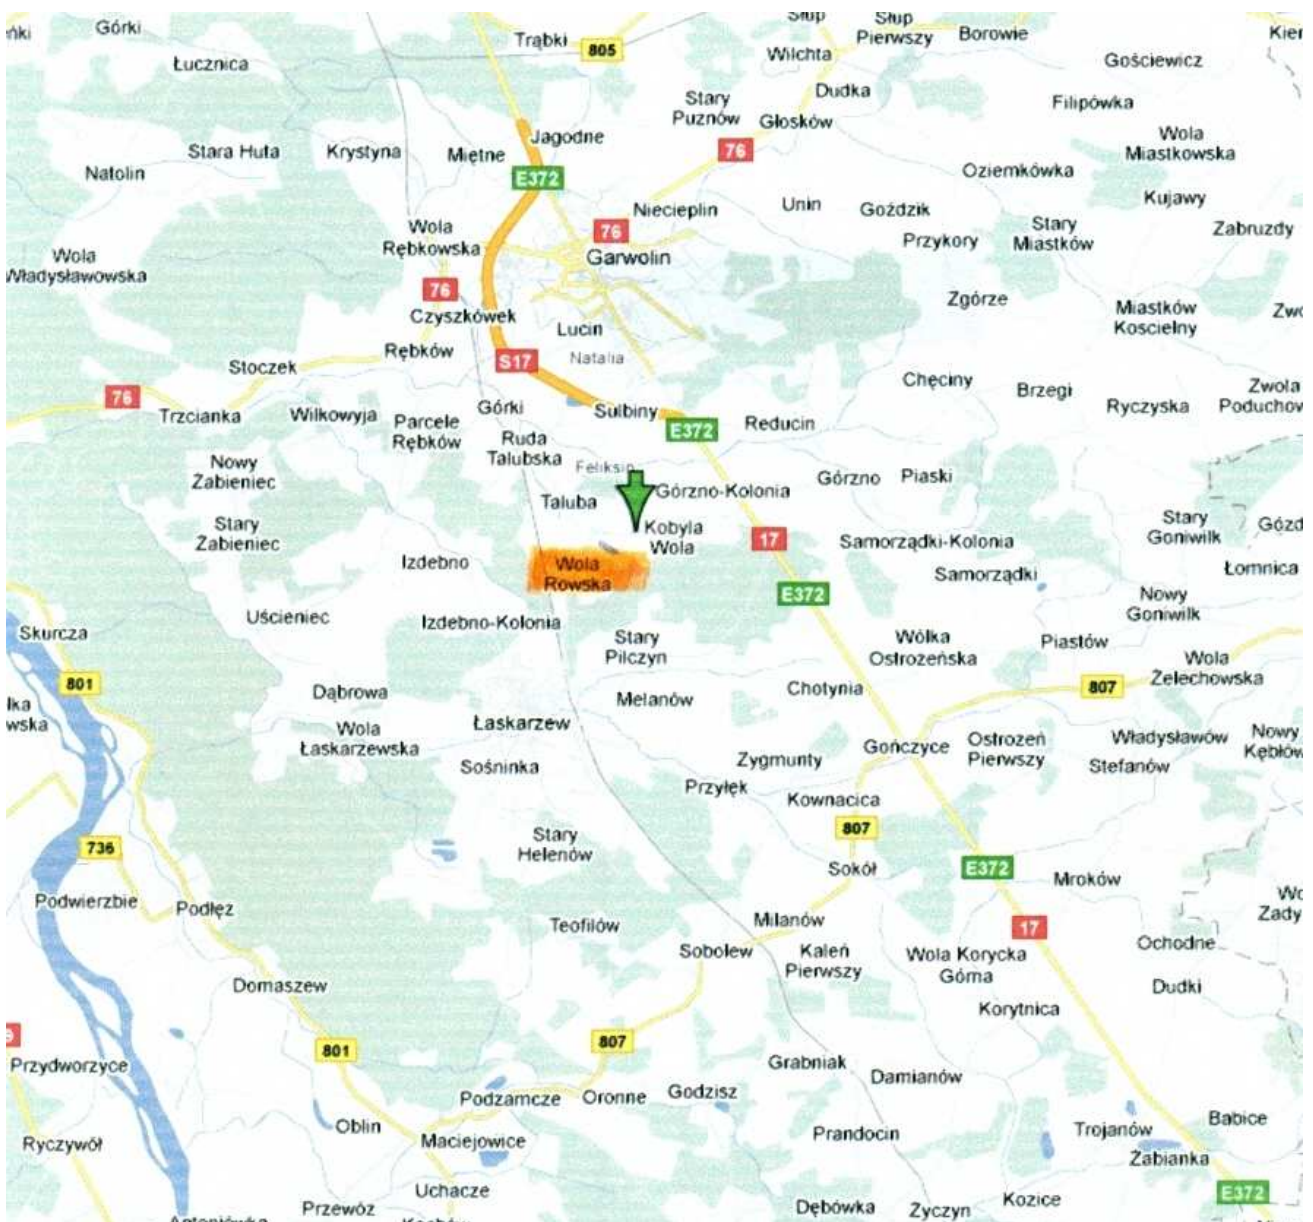 Górki
Trąbki
805
Słup
Słup
Pierwszy
Borowie
Łucznica
Wilchta
Gościewicz
Dudka
Filipówka
Stary
Puznów
Głosków
Jagodne
Wola
Miastkowska
76
Stara Huta
Krystyna
Miętne
Natolin
E372
Oziemkówka
Kujawy
Niecieplin
Unin
Goździk
Stary
Miastków
Zabruzdy
Wola
Rębkowska
76
Przykory
Wola
Władysławowska
Garwolin
76
Zgórze
Miastków
Koscielny
Czyszkówek
Lucin
Rębków
Natalia
S17
Stoczek
Chęciny
Brzegi
Zwola
Poduchow
76
Trzcianka
Wilkowyja
Parcele
Rębków
Górki
Sulbiny
Ryczyska
E372
Reducin
Ruda
Talubska
Nowy
Żabieniec
Feliksin
Górzno
Piaski
Taluba
Górzno-Kolonia
Stary
Żabieniec
Kobyla
Wola
17
Stary
Goniwilk
Samorządki-Kolonia
Izdebno
Wola
Rowska
Samorządki
Łomnica
E372
Nowy
Goniwilk
Uścieniec
Izdebno-Kolonia
Skurcza
Stary
Pilczyn
Wólka
Ostrożeńska
Piastów
Wola
Żelechowska
801
Dąbrowa
Melanów
Chotynia
807
Wola
Łaskarzewska
Łaskarzew
Gończyce
Ostrożeń
Pierwszy
Władysławów
Nowy
Kębłów
Sośninka
Zygmunty
Stefanów
Przyłęk
Kownacica
736
Stary
Helenów
807
Sokół
E372
Mroków
Podwierzbie
Podłęz
Teofilów
Milanów
17
Sobolew
Kaleń
Pierwszy
Wola Korycka
Górna
Ochodne
Domaszew
Dudki
Korytnica
801
807
Przydworzyce
Grabniak
Damianów
Podzamcze
Oronne
Godzisz
Oblin
Maciejowice
Prandocin
Trojanów
Babice
Ryczywół
Żabianka
Uchacze
Przewóz
Dębówka
Życzyn
Kozice
E372